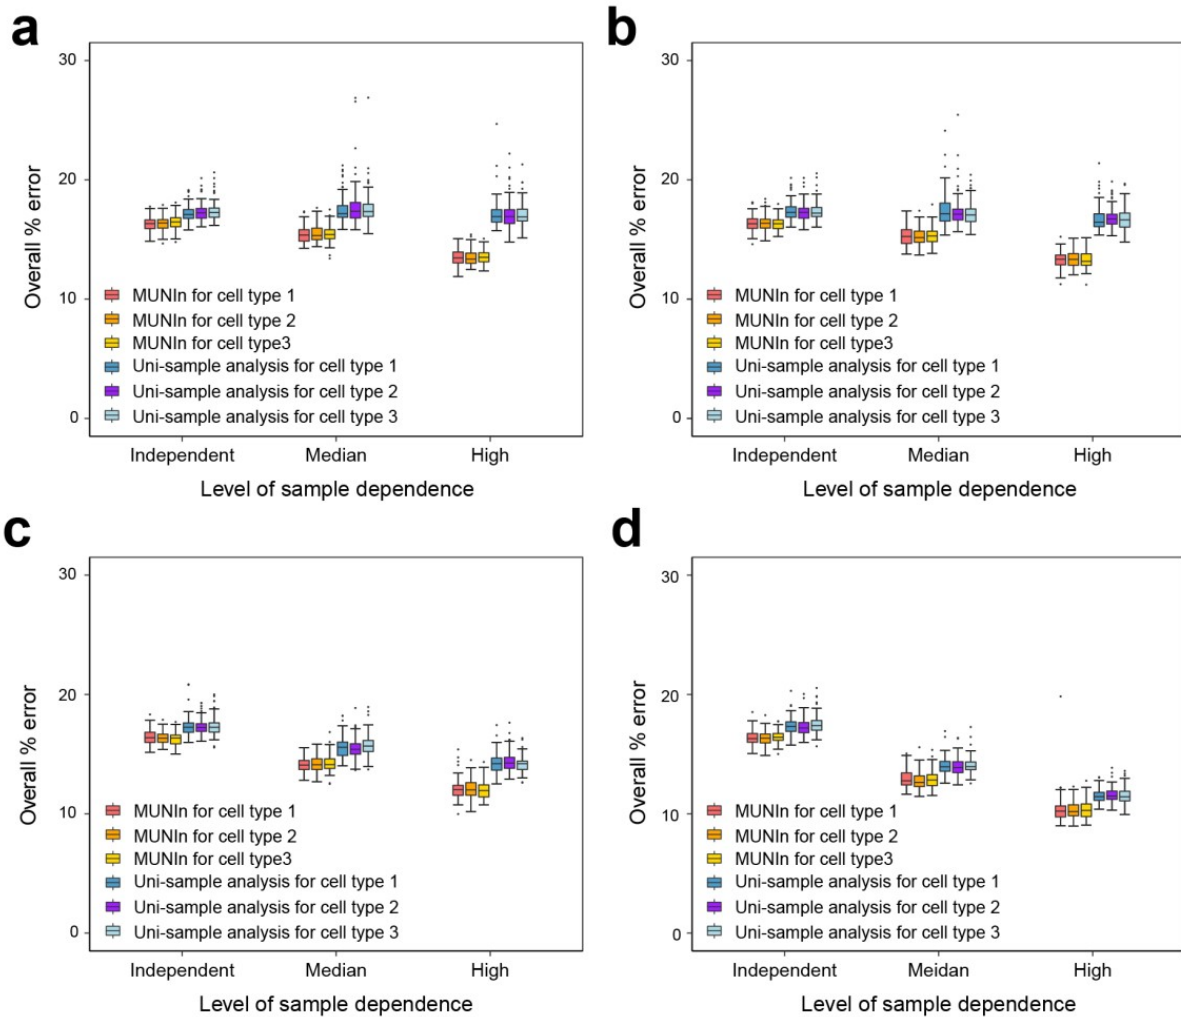 a
30
20
10
0
Overall % error
MUNIn for cell type 1
MUNIn for cell type 2
MUNIn for cell type3
Uni-sample analysis for cell type 1
Uni-sample analysis for cell type 2
Uni-sample analysis for cell type 3
Independent Median High
Level of sample dependence
b
30
20
10
0
Overall % error
MUNIn for cell type 1
MUNIn for cell type 2
MUNIn for cell type3
Uni-sample analysis for cell type 1
Uni-sample analysis for cell type 2
Uni-sample analysis for cell type 3
Independent Median High
Level of sample dependence
c
30
20
10
0
Overall % error
MUNIn for cell type 1
MUNIn for cell type 2
MUNIn for cell type3
Uni-sample analysis for cell type 1
Uni-sample analysis for cell type 2
Uni-sample analysis for cell type 3
Independent Median High
Level of sample dependence
d
30
20
10
0
Overall % error
MUNIn for cell type 1
MUNIn for cell type 2
MUNIn for cell type3
Uni-sample analysis for cell type 1
Uni-sample analysis for cell type 2
Uni-sample analysis for cell type 3
Independent Meidan High
Level of sample dependence